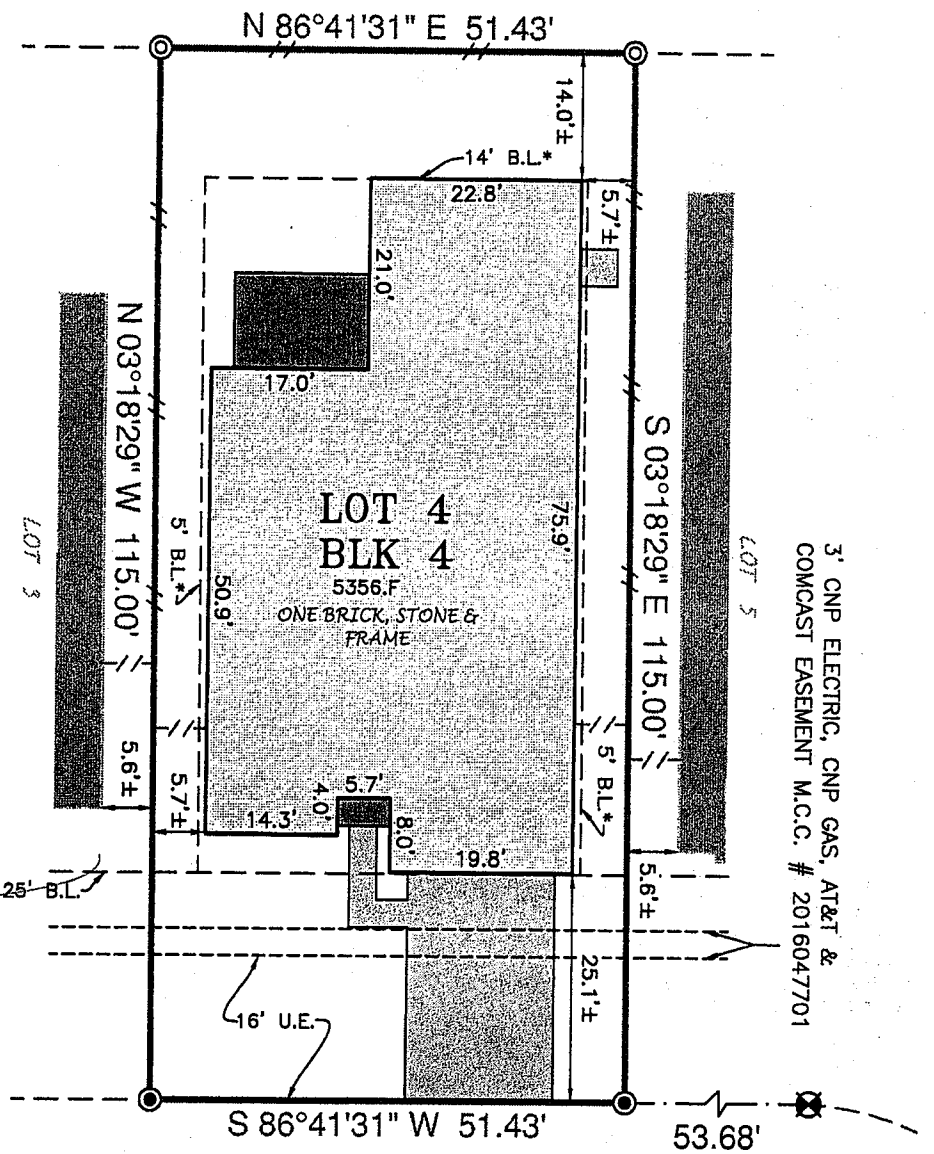 N 86°41'31" E 51.43'
14.0'±
14' B.L.*
22.8'
5.7'±
21.0'
17.0'
N 03°18'29" W 115.00'
S 03°18'29" E 115.00'
LOT 3
LOT 5
3' CNP ELECTRIC, CNP GAS, AT&T &
COMCAST EASEMENT M.C.C. # 2016047701
LOT 4
BLK 4
5356.F
ONE BRICK, STONE &
FRAME
75.9'
5' B.L.*
50.9'
5' B.L.*
5.6'±
5.7'±
5.7'
4.0'
8.0'
14.3'
19.8'
25' B.L.
5.6'±
25.1'±
16' U.E.
S 86°41'31" W 51.43'
53.68'